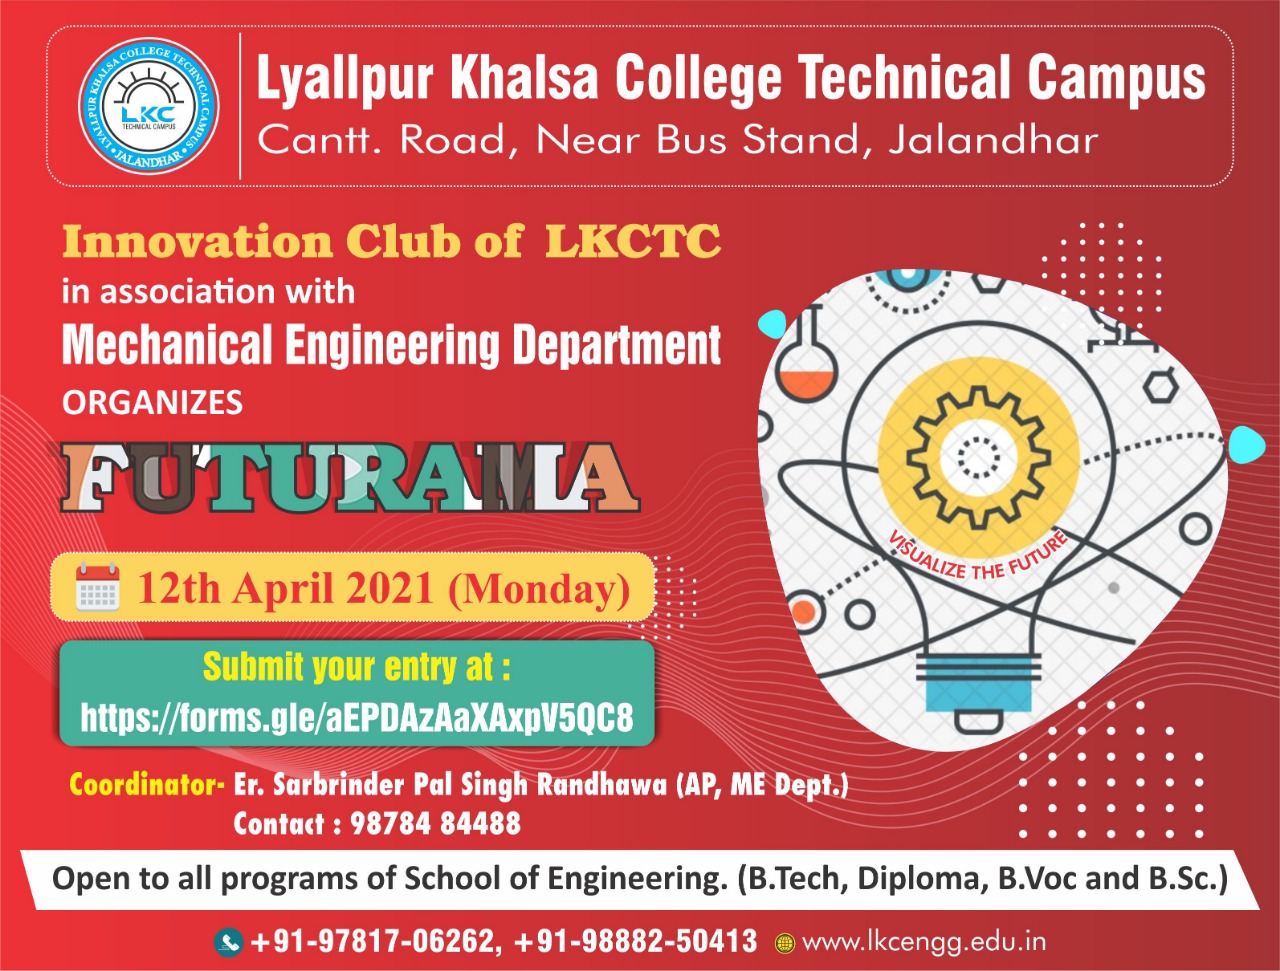 LYALLPUR KHALSA COLLEGE TECHNICAL CAMPUS
LKC
TECHNICAL CAMPUS
• JALANDHAR •
Lyallpur Khalsa College Technical Campus
Cantt. Road, Near Bus Stand, Jalandhar
Innovation Club of LKCTC
in association with
Mechanical Engineering Department
ORGANIZES
FUTURAMA
VISUALIZE THE FUTURE
12th April 2021 (Monday)
Submit your entry at :
https://forms.gle/aEPDAzAaXAxpV5QC8
Coordinator- Er. Sarbrinder Pal Singh Randhawa (AP, ME Dept.)
Contact : 98784 84488
Open to all programs of School of Engineering. (B.Tech, Diploma, B.Voc and B.Sc.)
+91-97817-06262, +91-98882-50413 www.lkcengg.edu.in